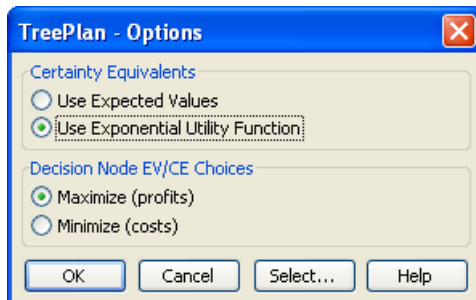 TreePlan - Options
Certainty Equivalents
Use Expected Values
Use Exponential Utility Function
Decision Node EV/CE Choices
Maximize (profits)
Minimize (costs)
OK Cancel Select... Help